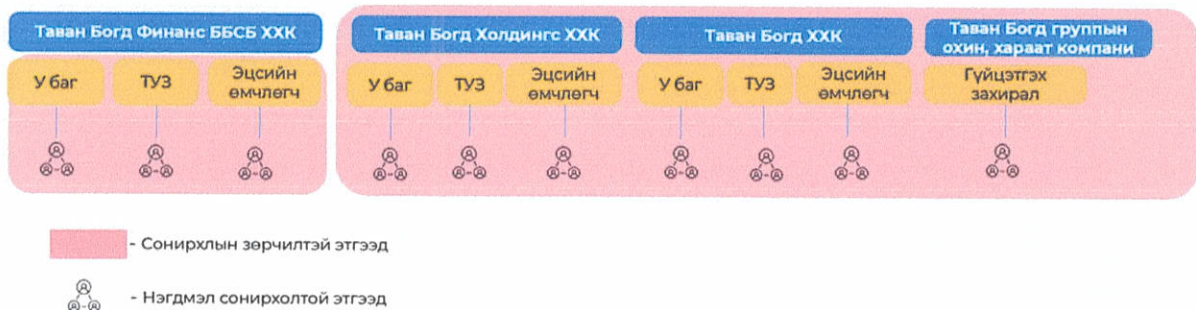 Таван Богд Финанс ББСБ ХХК
У баг
ТУЗ
Эцсийн
өмчлөгч
Таван Богд Холдингс ХХК
У баг
ТУЗ
Эцсийн
өмчлөгч
Таван Богд ХХК
У баг
ТУЗ
Эцсийн
өмчлөгч
Таван Богд группын
охин, хараат компани
Гүйцэтгэх
захирал
- Сонирхлын зөрчилтэй этгээд
- Нэгдмэл сонирхолтой этгээд